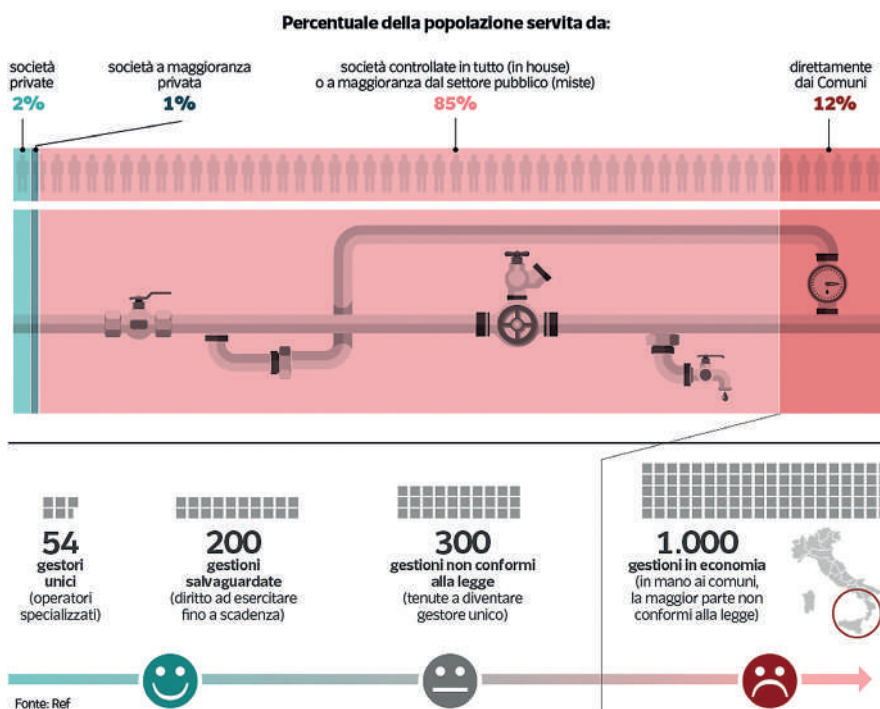 Percentuale della popolazione servita da:
società
private
2%
società a maggioranza
privata
1%
società controllate in tutto (in house)
o a maggioranza dal settore pubblico (miste)
85%
direttamente
dai Comuni
12%
54
gestori
unici
(operatori
specializzati)
200
gestioni
salvaguardate
(diritto ad esercitare
fino a scadenza)
300
gestioni non conformi
alla legge
(tenute a diventare
gestore unico)
1.000
gestioni in economia
(in mano ai comuni,
la maggior parte non
conformi alla legge)
Fonte: Ref